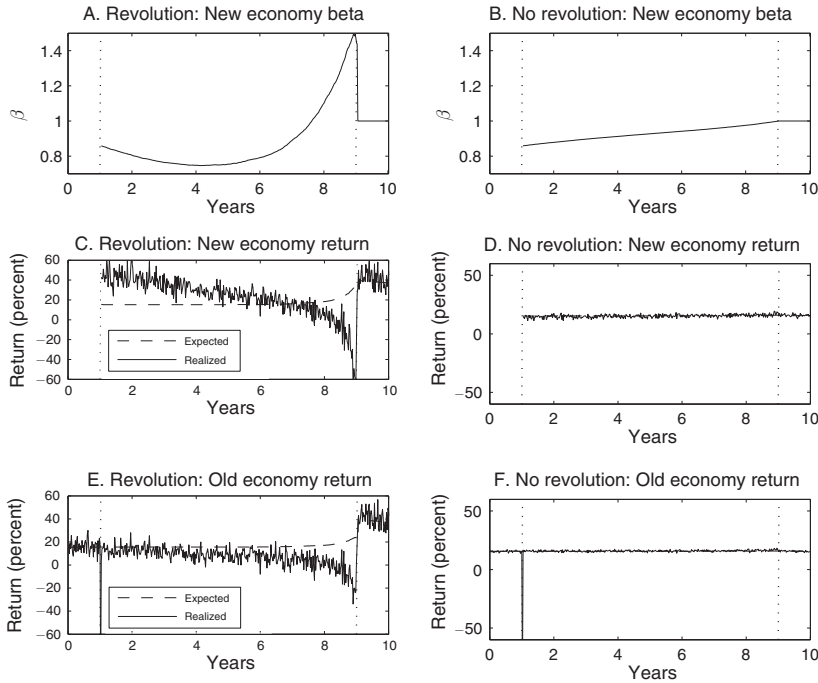 A. Revolution: New economy beta
β
1.4
1.2
1
0.8
0 2 4 6 8 10
Years
B. No revolution: New economy beta
β
1.4
1.2
1
0.8
0 2 4 6 8 10
Years
C. Revolution: New economy return
Return (percent)
60
40
20
0
−20
−40
−60
Expected
Realized
0 2 4 6 8 10
Years
D. No revolution: New economy return
Return (percent)
50
0
−50
0 2 4 6 8 10
Years
E. Revolution: Old economy return
Return (percent)
60
40
20
0
−20
−40
−60
Expected
Realized
0 2 4 6 8 10
Years
F. No revolution: Old economy return
Return (percent)
50
0
−50
0 2 4 6 8 10
Years